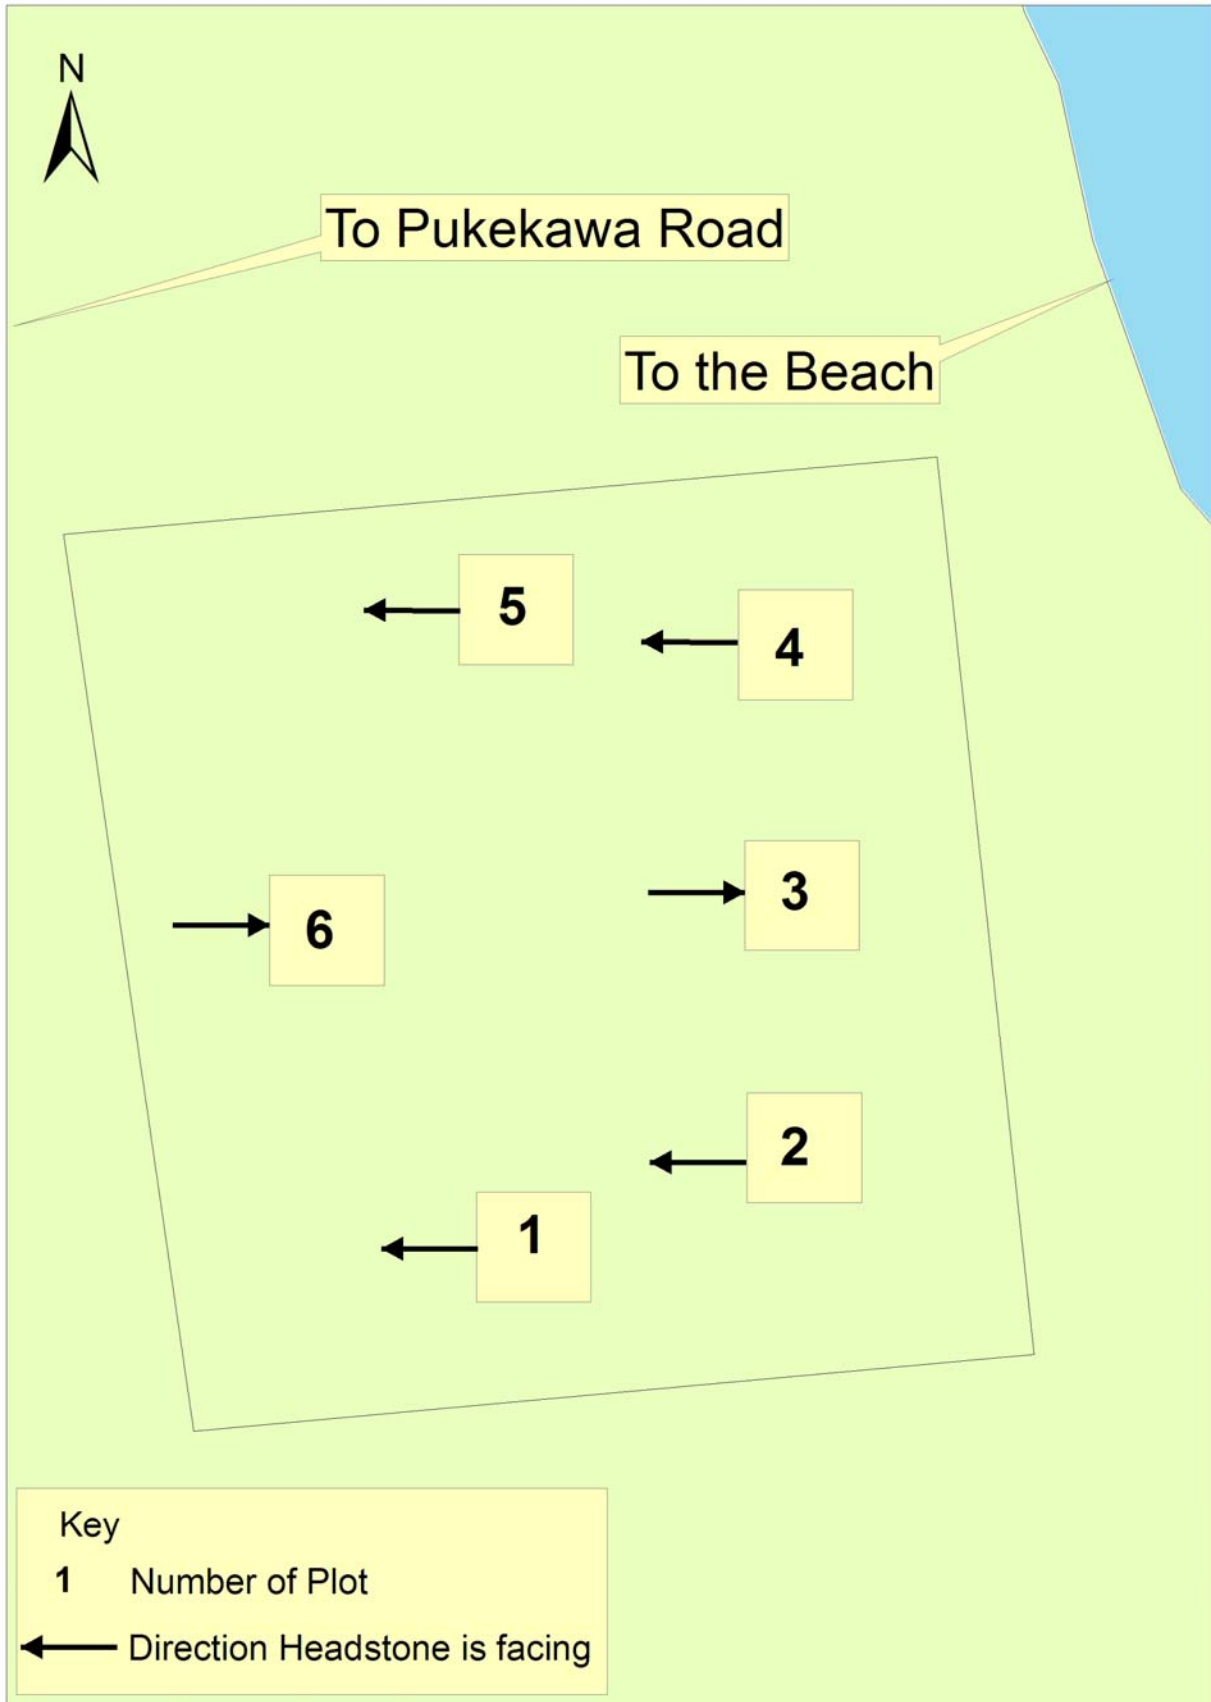 N
To Pukekawa Road
To the Beach
5
4
3
6
2
1
Key
1 Number of Plot
Direction Headstone is facing